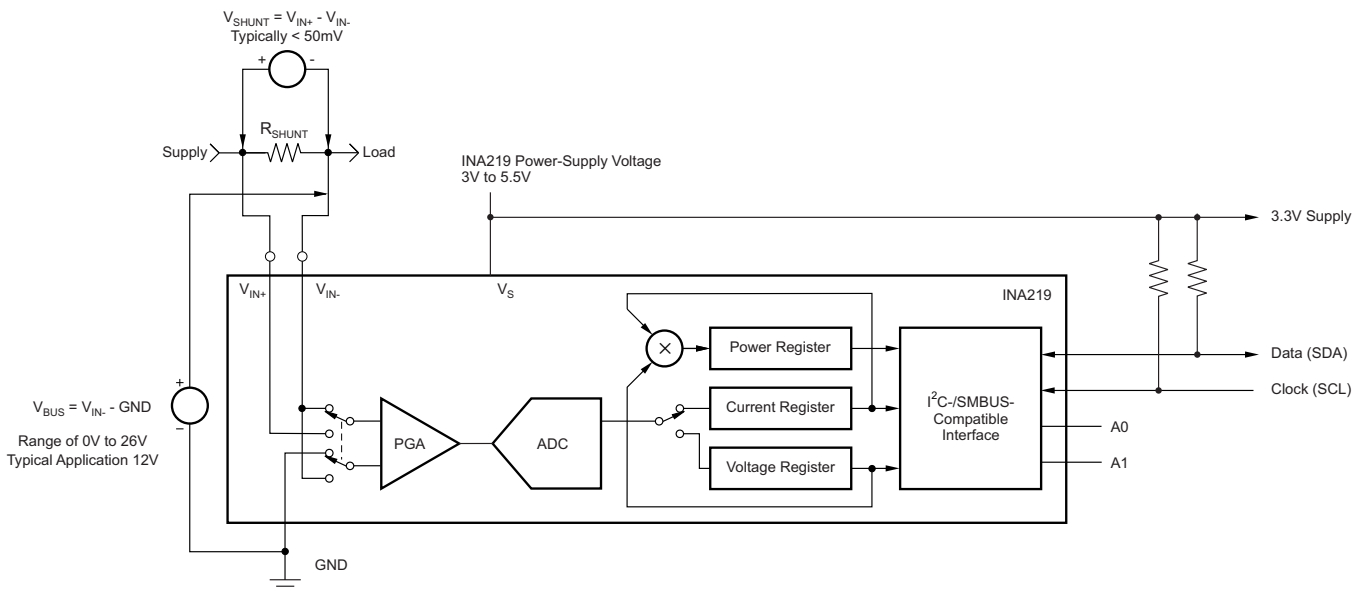 V_SHUNT = V_IN+ - V_IN-
Typically < 50mV
+
-
R_SHUNT
Supply
Load
INA219 Power-Supply Voltage
3V to 5.5V
3.3V Supply
V_IN+
V_IN-
V_S
INA219
×
Power Register
Data (SDA)
Clock (SCL)
+
V_BUS = V_IN- - GND
−
Range of 0V to 26V
Typical Application 12V
PGA
ADC
Current Register
Voltage Register
I²C-/SMBUS-
Compatible
Interface
A0
A1
GND